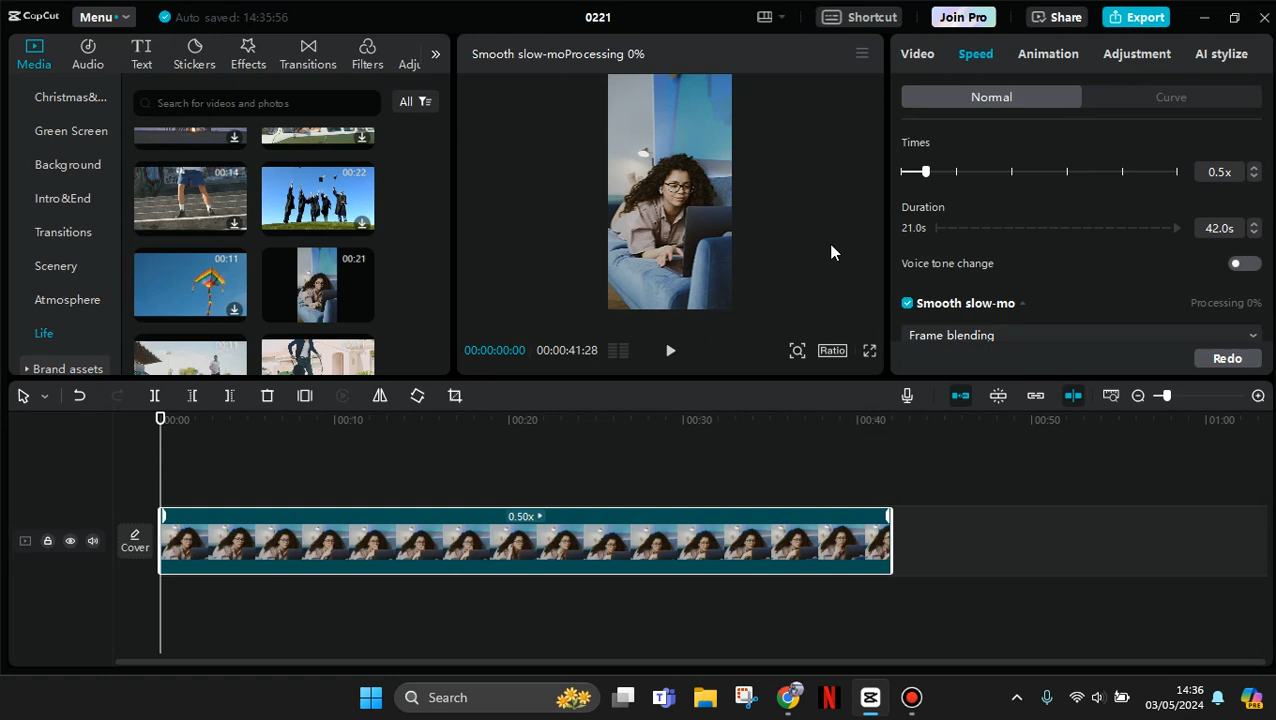 CapCut
Menu
Auto saved: 14:35:56
0221
Shortcut
Join Pro
Share
Export
Media
Audio
Text
Stickers
Effects
Transitions
Filters
Adju
Christmas&...
Green Screen
Background
Intro&End
Transitions
Scenery
Atmosphere
Life
Brand assets
Search for videos and photos
All
00:14
00:22
00:11
00:21
Smooth slow-moProcessing 0%
00:00:00:00
00:00:41:28
Ratio
Video
Speed
Animation
Adjustment
AI stylize
Normal
Curve
Times
0.5x
Duration
21.0s
42.0s
Voice tone change
Smooth slow-mo
Processing 0%
Frame blending
Redo
00:00
00:10
00:20
00:30
00:40
00:50
01:00
0.50x
Cover
Search
14:36
03/05/2024
PRE